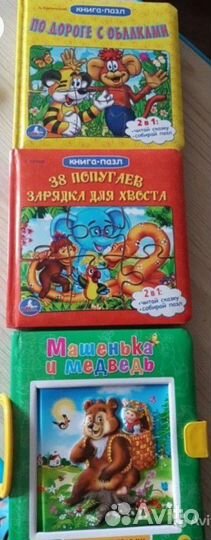 КНИГА-ПАЗЛ
ПО ДОРОГЕ С ОБЛАКАМИ
2 в 1:
•читай сказку
•собирай пазл
КНИГА-ПАЗЛ
38 ПОПУГАЕВ
ЗАРЯДКА ДЛЯ ХВОСТА
2 в 1:
•читай сказку
•собирай пазл
Машенька
и медведь
Avito